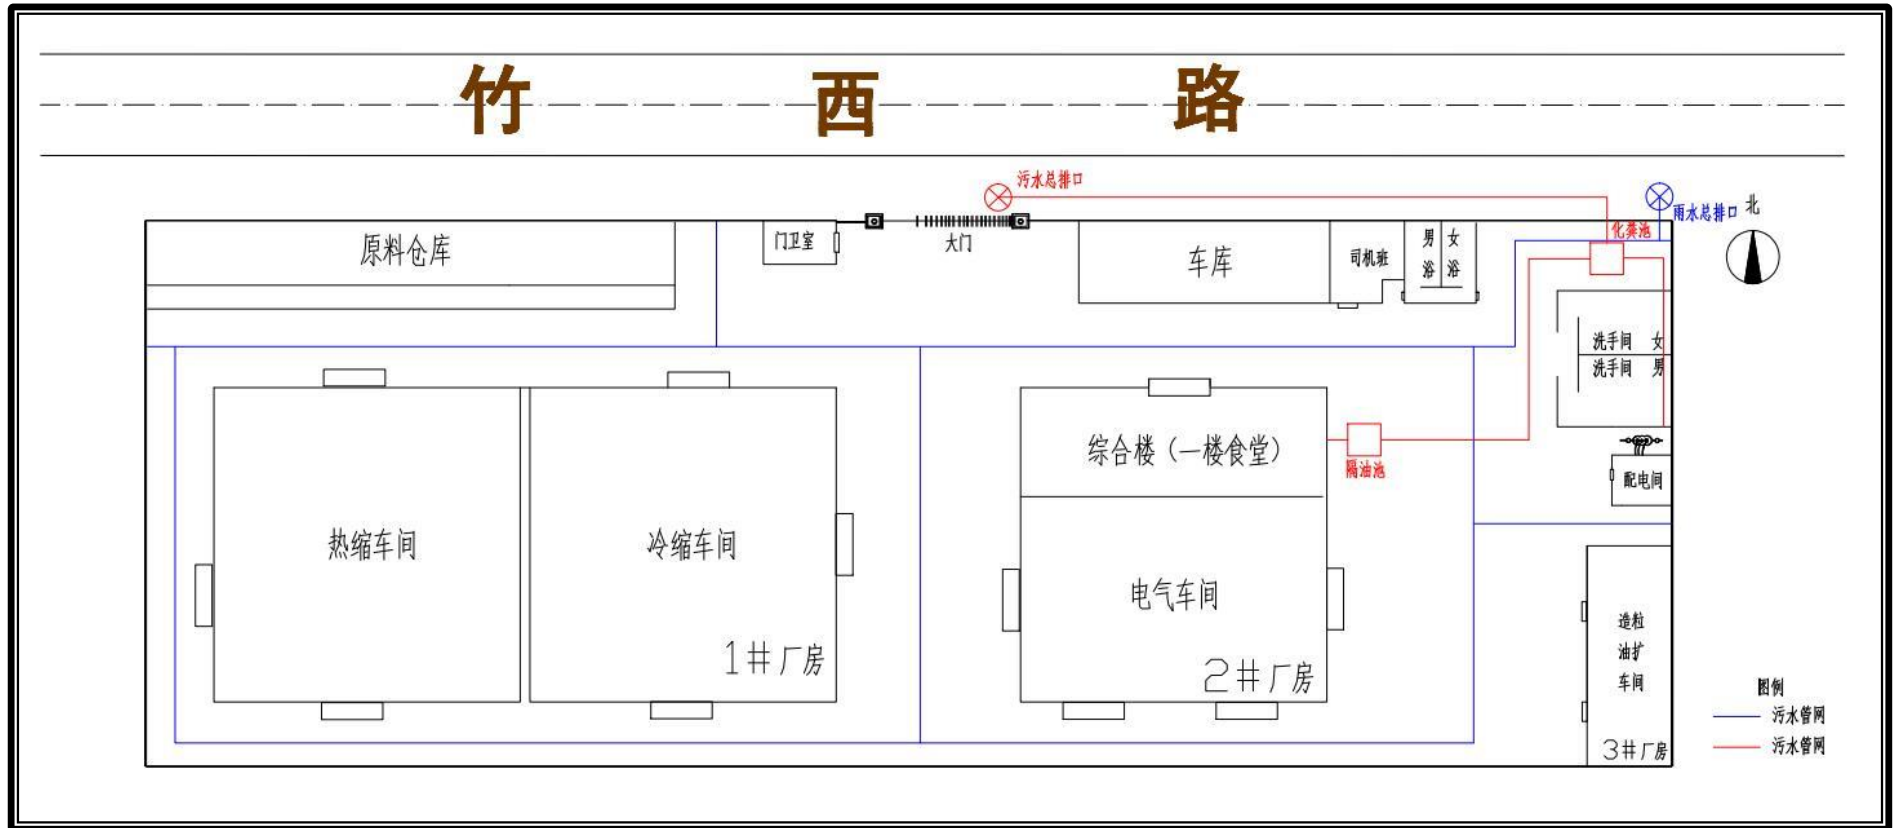 竹西路
污水总排口
雨水总排口
北
原料仓库
门卫室
大门
车库
司机班
男浴
女浴
化粪池
洗手间 女
洗手间 男
综合楼（一楼食堂）
隔油池
配电间
热缩车间
冷缩车间
电气车间
1#厂房
2#厂房
造粒
油扩
车间
3#厂房
图例
污水管网
污水管网